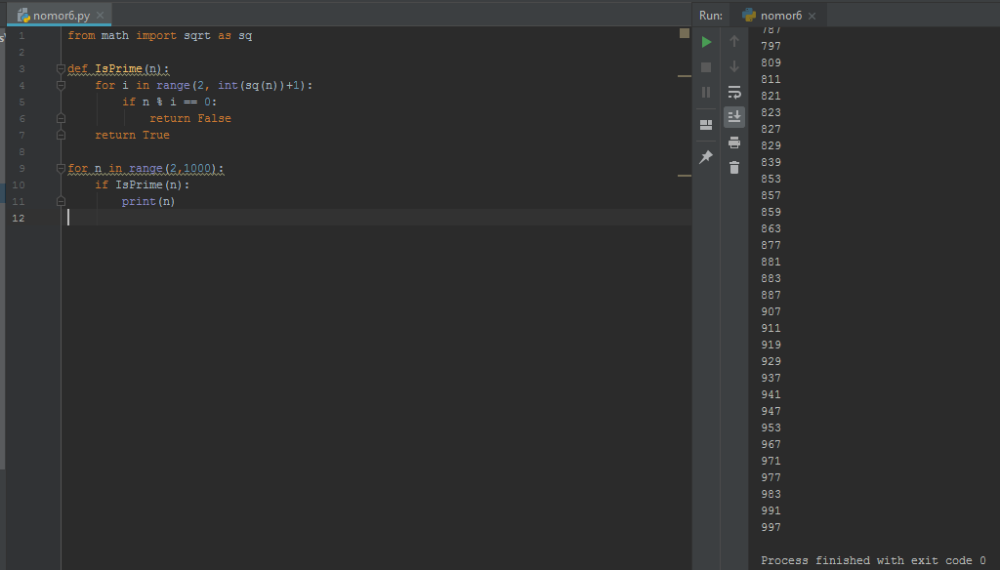 nomor6.py
1 from math import sqrt as sq
2
3 def IsPrime(n):
4 for i in range(2, int(sq(n))+1):
5 if n % i == 0:
6 return False
7 return True
8
9 for n in range(2,1000):
10 if IsPrime(n):
11 print(n)
12
Run: nomor6
787
797
809
811
821
823
827
829
839
853
857
859
863
877
881
883
887
907
911
919
929
937
941
947
953
967
971
977
983
991
997
Process finished with exit code 0